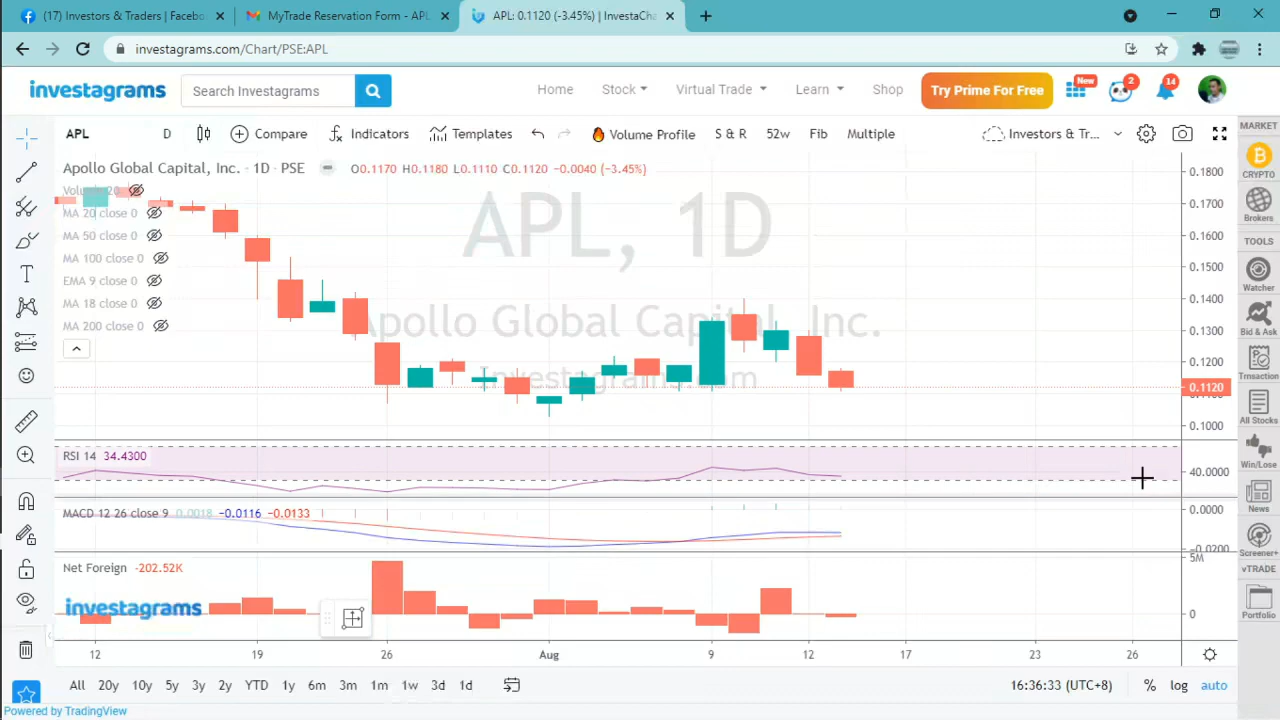 (17) Investors & Traders | Facebo
MyTrade Reservation Form - APL
APL: 0.1120 (-3.45%) | InvestaCha
investagrams.com/Chart/PSE:APL
investagrams
Search Investagrams
Home
Stock
Virtual Trade
Learn
Shop
Try Prime For Free
New
2
14
APL
D
Compare
Indicators
Templates
Volume Profile
S & R
52w
Fib
Multiple
Investors & Tr...
MARKET
Apollo Global Capital, Inc. · 1D · PSE
O0.1170 H0.1180 L0.1110 C0.1120 -0.0040 (-3.45%)
MA 20 close 0
MA 50 close 0
MA 100 close 0
EMA 9 close 0
MA 18 close 0
MA 200 close 0
APL, 1D
Apollo Global Capital, Inc.
investagrams.com
0.1800
0.1700
0.1600
0.1500
0.1400
0.1300
0.1200
0.1120
0.1000
CRYPTO
Brokers
TOOLS
Watcher
Bid & Ask
Trnsaction
All Stocks
Win/Lose
News
Screener+
vTRADE
Portfolio
RSI 14 34.4300
40.0000
MACD 12 26 close 9 0.0018 -0.0116 -0.0133
0.0000
-0.0200
Net Foreign -202.52K
5M
0
investagrams
12
19
26
Aug
9
12
17
23
26
All
20y
10y
5y
3y
2y
YTD
1y
6m
3m
1m
1w
3d
1d
16:36:33 (UTC+8)
%
log
auto
Powered by TradingView